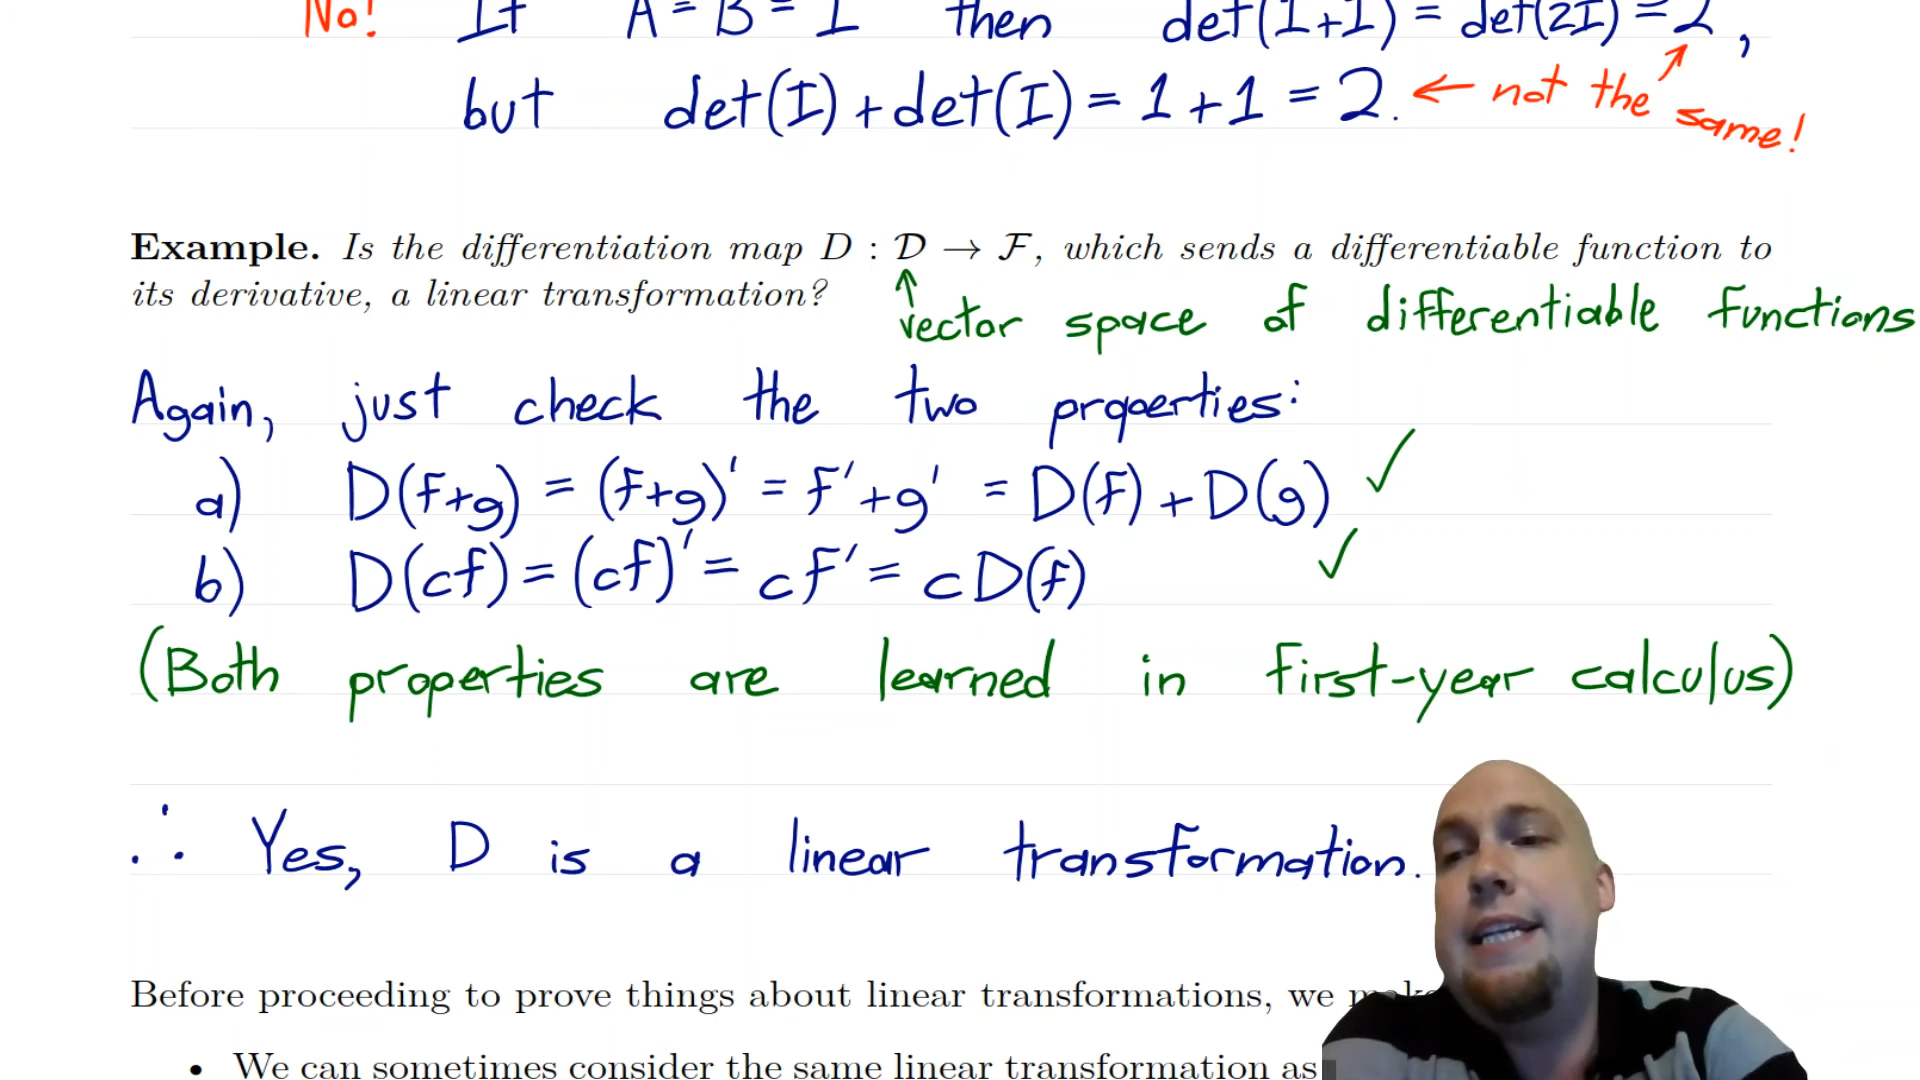 No! If A = B = I then det(I+I) = det(2I) = 2,
but det(I) + det(I) = 1 + 1 = 2. ← not the same!
Example. Is the differentiation map D : 𝒟 → ℱ, which sends a differentiable function to
its derivative, a linear transformation?
↑ vector space of differentiable functions
Again, just check the two properties:
a) D(f+g) = (f+g)' = f' + g' = D(f) + D(g) ✓
b) D(cf) = (cf)' = cf' = cD(f) ✓
(Both properties are learned in first-year calculus)
∴ Yes, D is a linear transformation.
Before proceeding to prove things about linear transformations, we
• We can sometimes consider the same linear transformation as